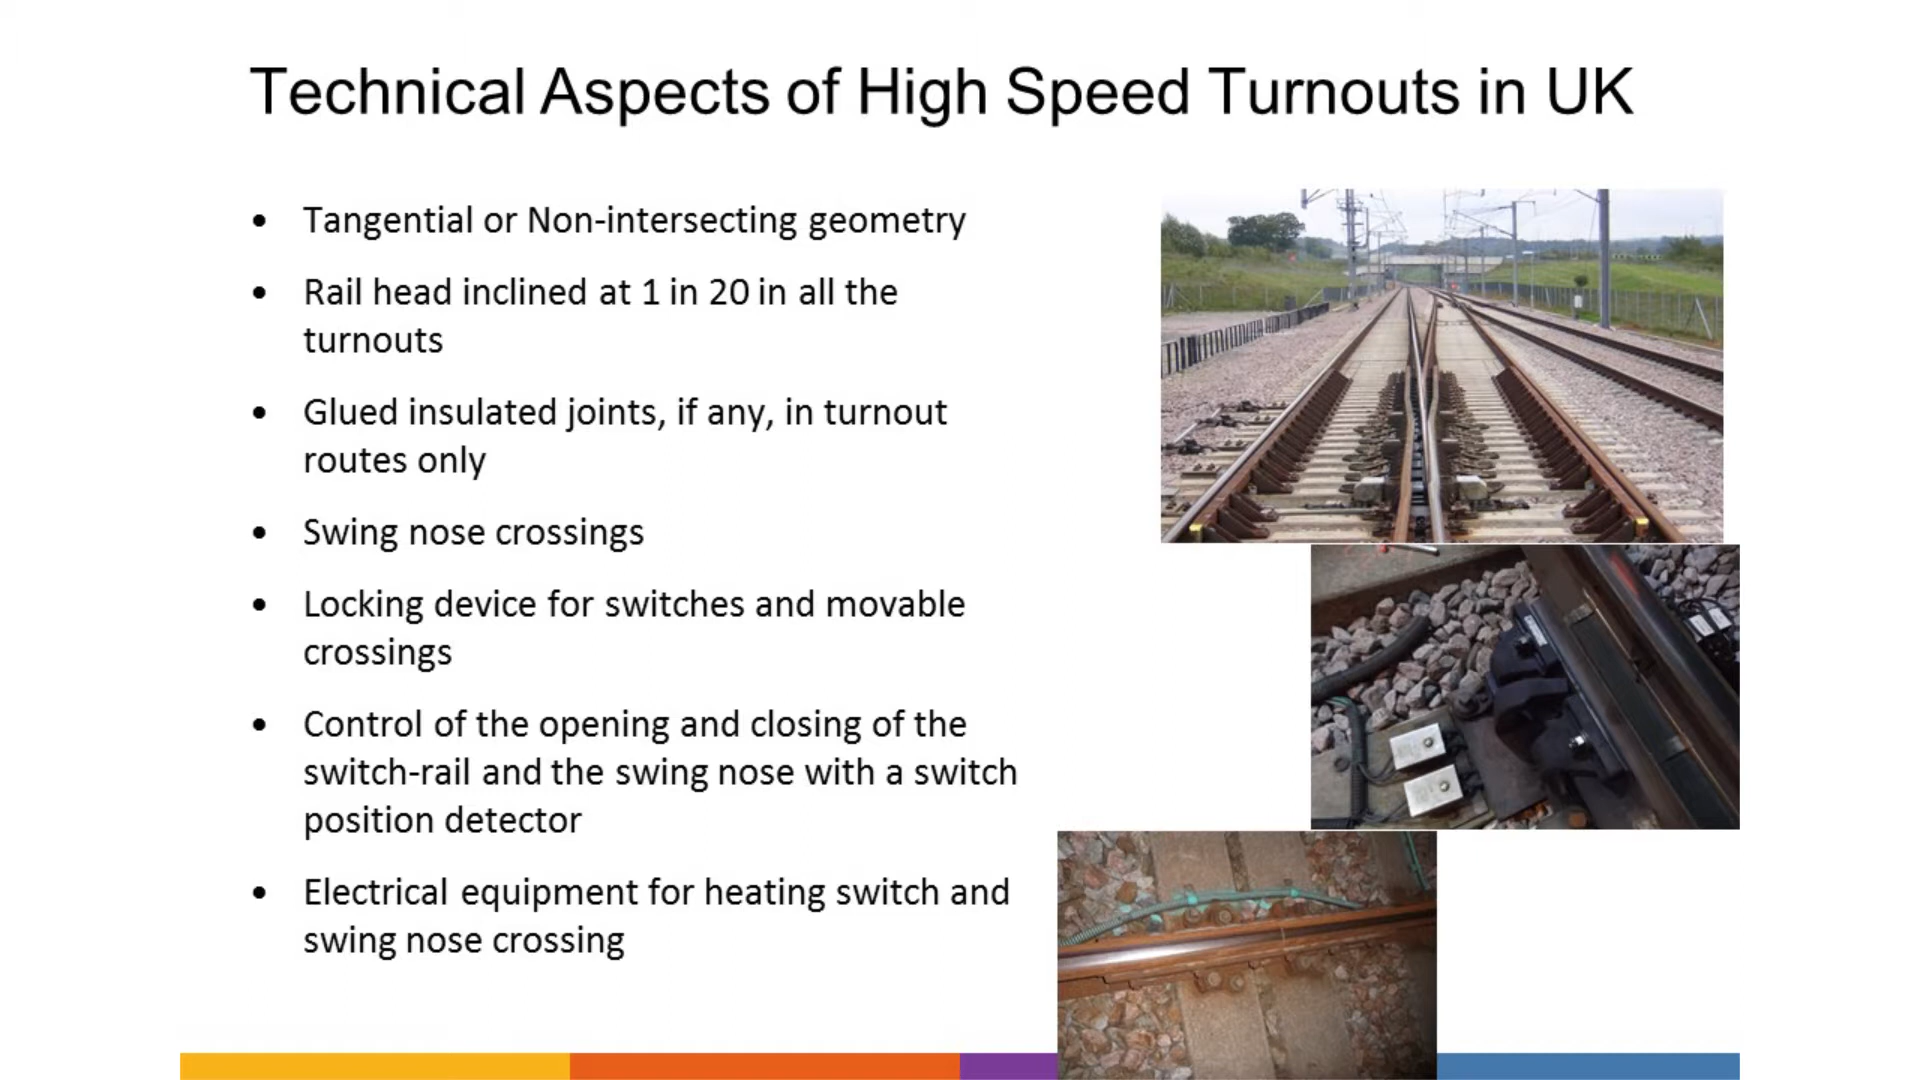 Technical Aspects of High Speed Turnouts in UK
• Tangential or Non-intersecting geometry
• Rail head inclined at 1 in 20 in all the
turnouts
• Glued insulated joints, if any, in turnout
routes only
• Swing nose crossings
• Locking device for switches and movable
crossings
• Control of the opening and closing of the
switch-rail and the swing nose with a switch
position detector
• Electrical equipment for heating switch and
swing nose crossing